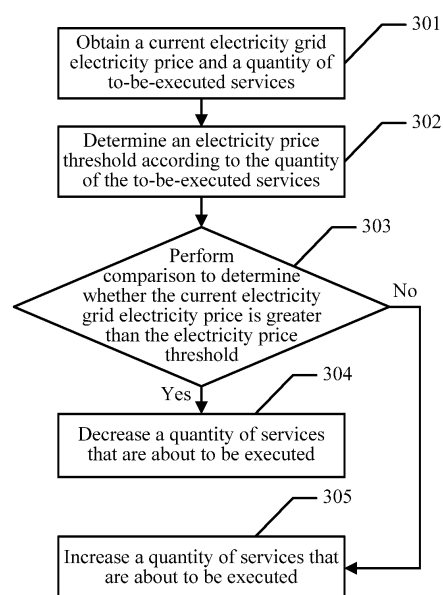 301
Obtain a current electricity grid
electricity price and a quantity of
to-be-executed services
302
Determine an electricity price
threshold according to the quantity
of the to-be-executed services
303
Perform
comparison to determine
whether the current electricity
grid electricity price is greater
than the electricity price
threshold
No
Yes
304
Decrease a quantity of services
that are about to be executed
305
Increase a quantity of services that
are about to be executed